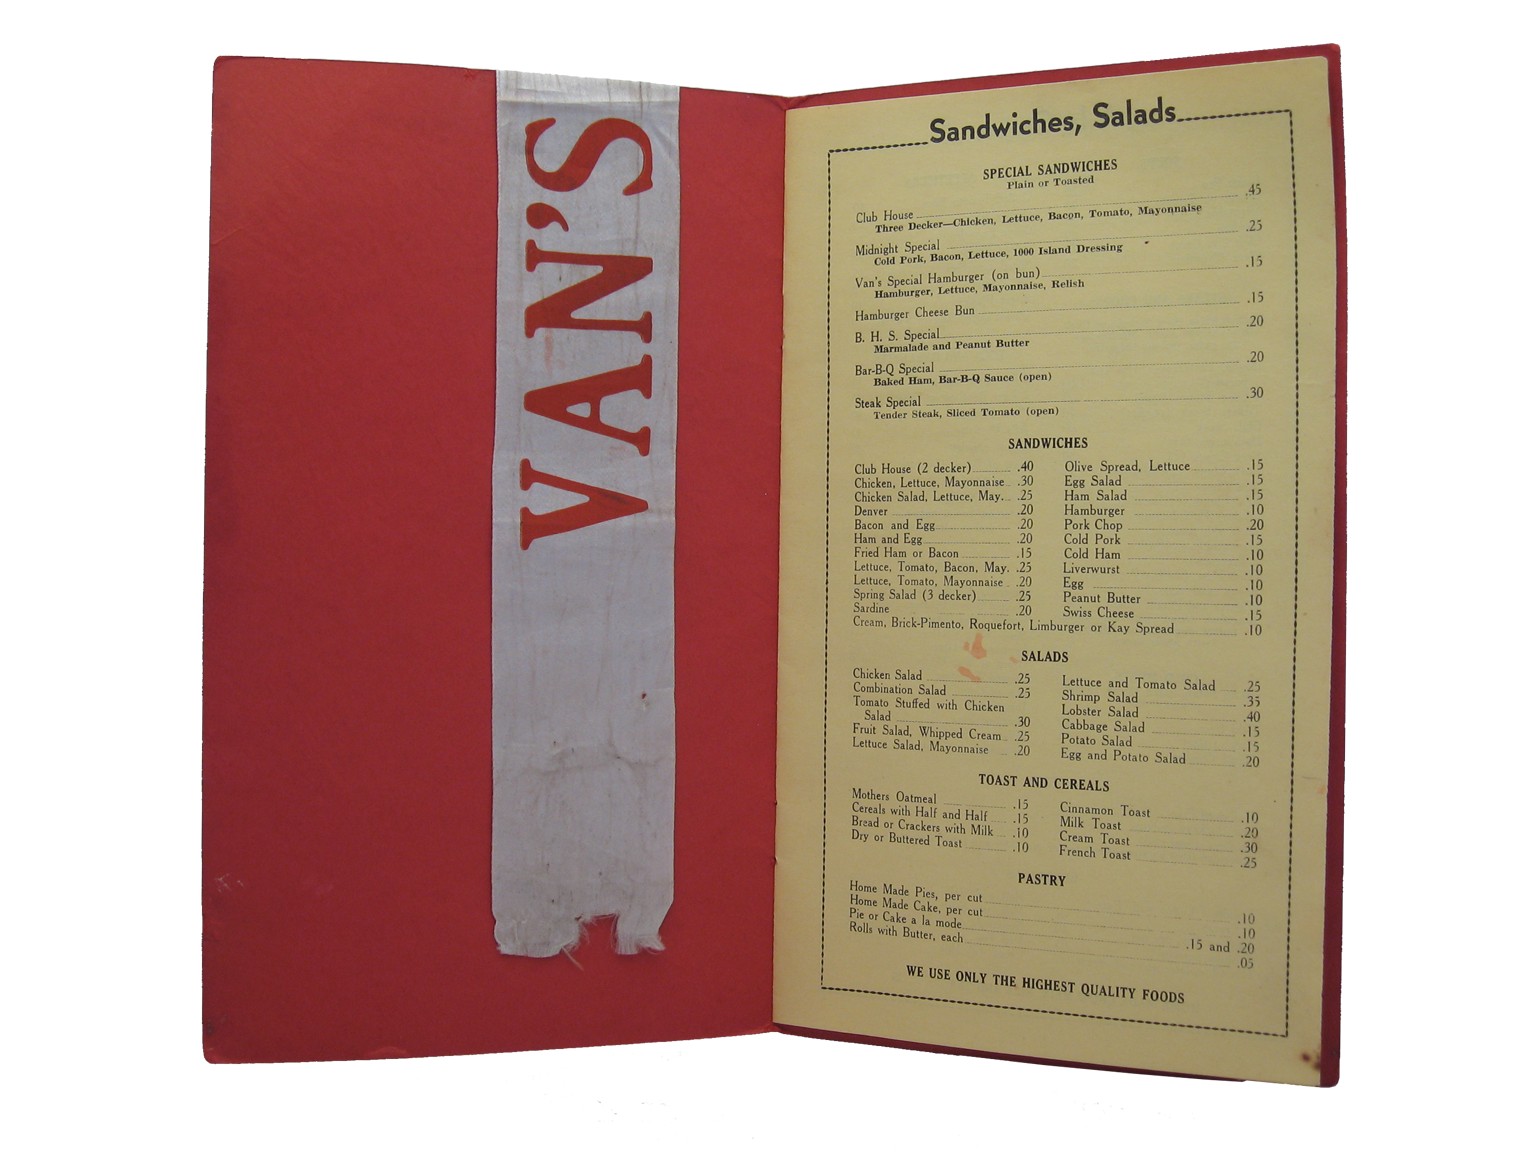 VAN'S
Sandwiches, Salads
SPECIAL SANDWICHES
Plain or Toasted
Club House .45
Three Decker—Chicken, Lettuce, Bacon, Tomato, Mayonnaise
Midnight Special .25
Cold Pork, Bacon, Lettuce, 1000 Island Dressing
Van's Special Hamburger (on bun) .15
Hamburger, Lettuce, Mayonnaise, Relish
Hamburger Cheese Bun .15
B. H. S. Special .20
Marmalade and Peanut Butter
Bar-B-Q Special .20
Baked Ham, Bar-B-Q Sauce (open)
Steak Special .30
Tender Steak, Sliced Tomato (open)
SANDWICHES
Club House (2 decker) .40
Chicken, Lettuce, Mayonnaise .30
Chicken Salad, Lettuce, May. .25
Denver .20
Bacon and Egg .20
Ham and Egg .20
Fried Ham or Bacon .15
Lettuce, Tomato, Bacon, May. .25
Lettuce, Tomato, Mayonnaise .20
Spring Salad (3 decker) .25
Sardine .20
Olive Spread, Lettuce .15
Egg Salad .15
Ham Salad .15
Hamburger .10
Pork Chop .20
Cold Pork .15
Cold Ham .10
Liverwurst .10
Egg .10
Peanut Butter .10
Swiss Cheese .15
Cream, Brick-Pimento, Roquefort, Limburger or Kay Spread .10
SALADS
Chicken Salad .25
Combination Salad .25
Tomato Stuffed with Chicken
Salad .30
Fruit Salad, Whipped Cream .25
Lettuce Salad, Mayonnaise .20
Lettuce and Tomato Salad .25
Shrimp Salad .35
Lobster Salad .40
Cabbage Salad .15
Potato Salad .15
Egg and Potato Salad .20
TOAST AND CEREALS
Mothers Oatmeal .15
Cereals with Half and Half .15
Bread or Crackers with Milk .10
Dry or Buttered Toast .10
Cinnamon Toast .10
Milk Toast .20
Cream Toast .30
French Toast .25
PASTRY
Home Made Pies, per cut .10
Home Made Cake, per cut .10
Pie or Cake a la mode .15 and .20
Rolls with Butter, each .05
WE USE ONLY THE HIGHEST QUALITY FOODS